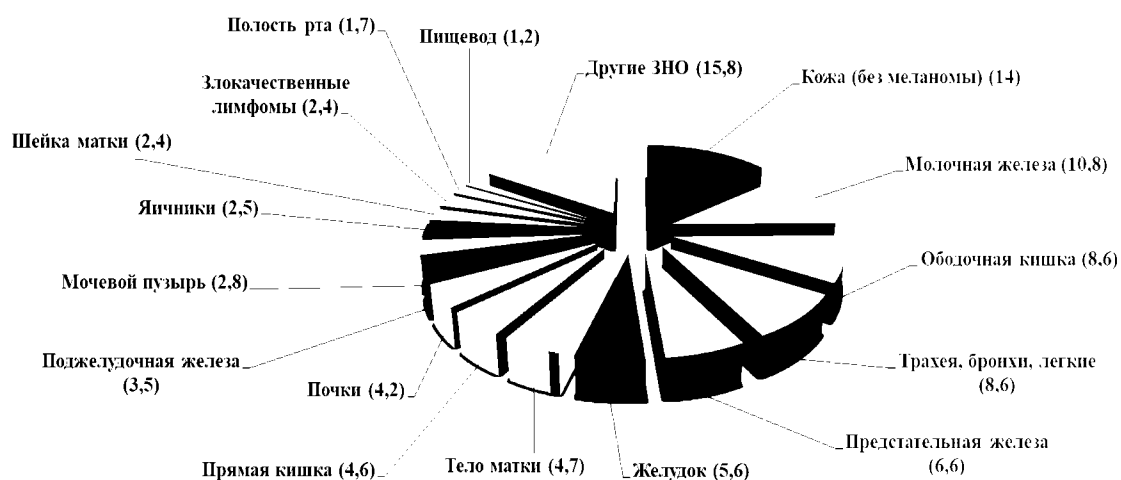 Полость рта (1,7)
Пищевод (1,2)
Другие ЗНО (15,8)
Кожа (без меланомы) (14)
Злокачественные
лимфомы (2,4)
Шейка матки (2,4)
Молочная железа (10,8)
Яичники (2,5)
Ободочная кишка (8,6)
Мочевой пузырь (2,8)
Поджелудочная железа
(3,5)
Трахея, бронхи, легкие
(8,6)
Почки (4,2)
Предстательная железа
(6,6)
Прямая кишка (4,6)
Тело матки (4,7)
Желудок (5,6)